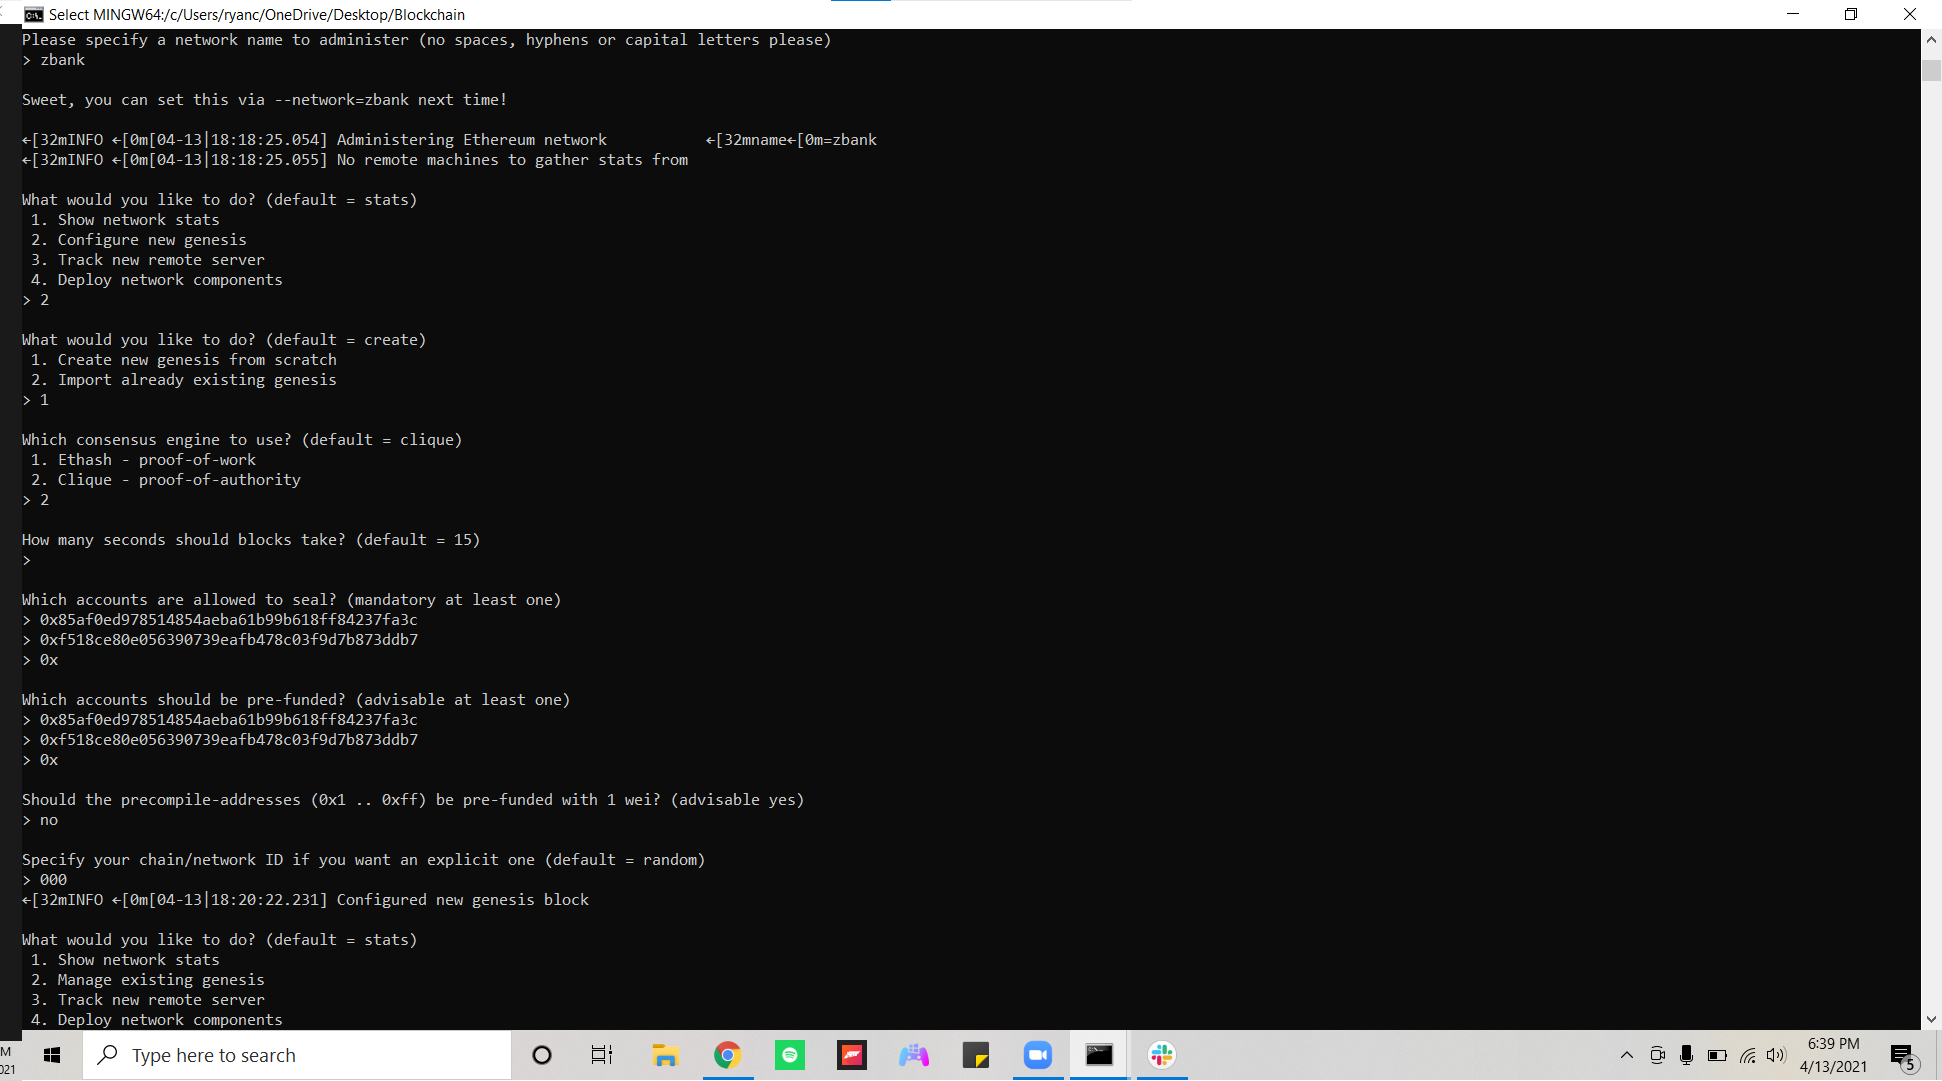 Select MINGW64:/c/Users/ryanc/OneDrive/Desktop/Blockchain
Please specify a network name to administer (no spaces, hyphens or capital letters please)
> zbank
Sweet, you can set this via --network=zbank next time!
←[32mINFO ←[0m[04-13|18:18:25.054] Administering Ethereum network ←[32mname←[0m=zbank
←[32mINFO ←[0m[04-13|18:18:25.055] No remote machines to gather stats from
What would you like to do? (default = stats)
1. Show network stats
2. Configure new genesis
3. Track new remote server
4. Deploy network components
> 2
What would you like to do? (default = create)
1. Create new genesis from scratch
2. Import already existing genesis
> 1
Which consensus engine to use? (default = clique)
1. Ethash - proof-of-work
2. Clique - proof-of-authority
> 2
How many seconds should blocks take? (default = 15)
>
Which accounts are allowed to seal? (mandatory at least one)
> 0x85af0ed978514854aeba61b99b618ff84237fa3c
> 0xf518ce80e056390739eafb478c03f9d7b873ddb7
> 0x
Which accounts should be pre-funded? (advisable at least one)
> 0x85af0ed978514854aeba61b99b618ff84237fa3c
> 0xf518ce80e056390739eafb478c03f9d7b873ddb7
> 0x
Should the precompile-addresses (0x1 .. 0xff) be pre-funded with 1 wei? (advisable yes)
> no
Specify your chain/network ID if you want an explicit one (default = random)
> 000
←[32mINFO ←[0m[04-13|18:20:22.231] Configured new genesis block
What would you like to do? (default = stats)
1. Show network stats
2. Manage existing genesis
3. Track new remote server
4. Deploy network components
M
021
Type here to search
6:39 PM
4/13/2021
5